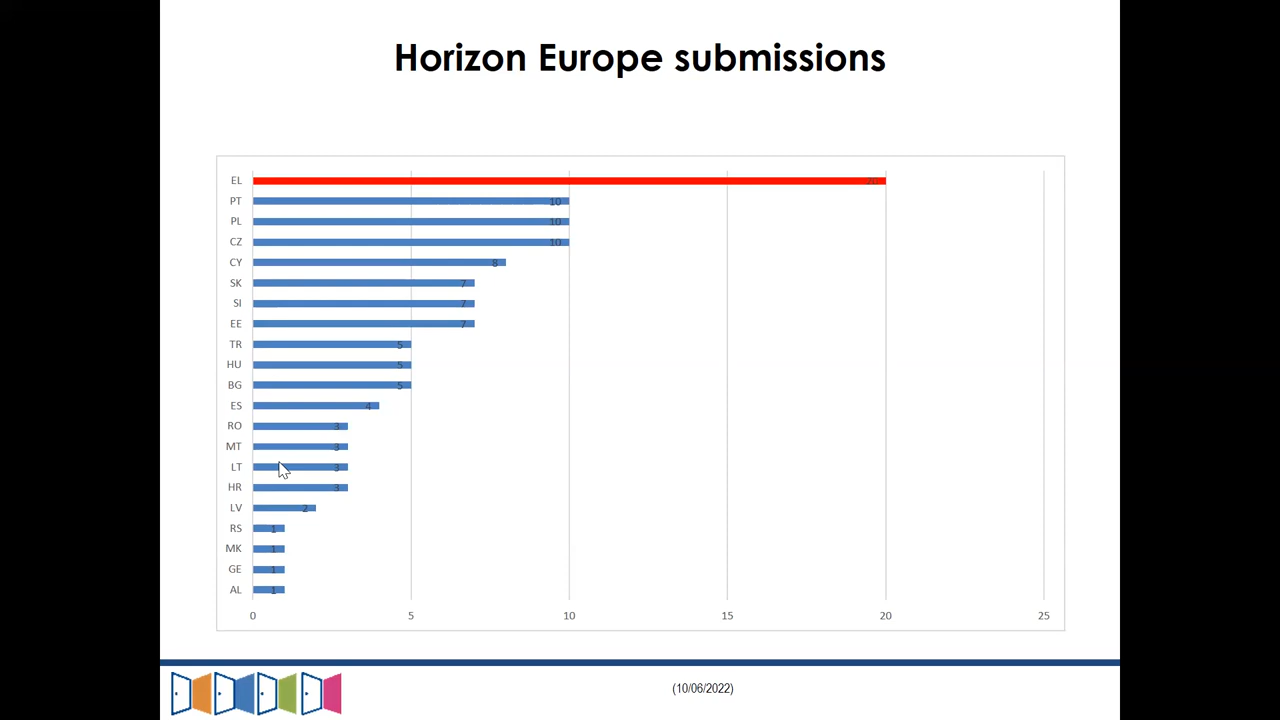 Horizon Europe submissions
EL 20
PT 10
PL 10
CZ 10
CY 8
SK 7
SI 7
EE 7
TR 5
HU 5
BG 5
ES 4
RO 3
MT 3
LT 3
HR 3
LV 2
RS 1
MK 1
GE 1
AL 1
0 5 10 15 20 25
(10/06/2022)